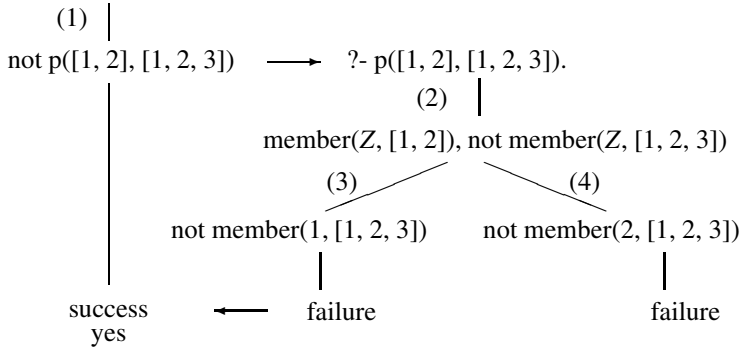 (1)
not p([1, 2], [1, 2, 3])
?- p([1, 2], [1, 2, 3]).
(2)
member(Z, [1, 2]), not member(Z, [1, 2, 3])
(3)
(4)
not member(1, [1, 2, 3])
not member(2, [1, 2, 3])
success
yes
failure
failure